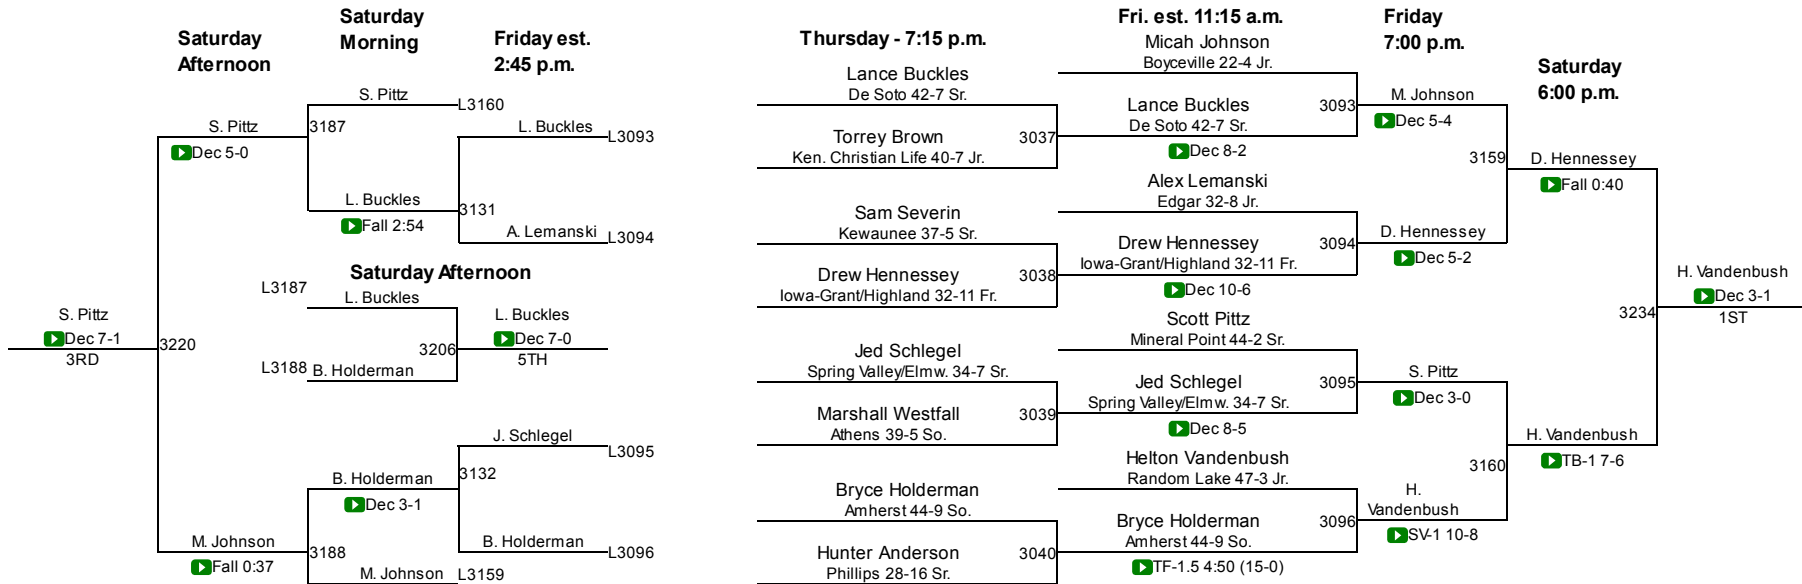 Saturday
Afternoon
Saturday
Morning
Friday est.
2:45 p.m.
S. Pittz
L3160
S. Pittz
3187
Dec 5-0
L. Buckles
L3093
L. Buckles
3131
Fall 2:54
A. Lemanski
L3094
Saturday Afternoon
L3187
L. Buckles
S. Pittz
Dec 7-1
3RD
3220
L. Buckles
Dec 7-0
5TH
3206
L3188
B. Holderman
J. Schlegel
L3095
B. Holderman
3132
Dec 3-1
M. Johnson
3188
Fall 0:37
B. Holderman
L3096
M. Johnson
L3159
Thursday - 7:15 p.m.
Lance Buckles
De Soto 42-7 Sr.
Torrey Brown
3037
Ken. Christian Life 40-7 Jr.
Sam Severin
Kewaunee 37-5 Sr.
Drew Hennessey
3038
Iowa-Grant/Highland 32-11 Fr.
Jed Schlegel
Spring Valley/Elmw. 34-7 Sr.
Marshall Westfall
3039
Athens 39-5 So.
Bryce Holderman
Amherst 44-9 So.
Hunter Anderson
3040
Phillips 28-16 Sr.
Fri. est. 11:15 a.m.
Micah Johnson
Boyceville 22-4 Jr.
Lance Buckles
3093
De Soto 42-7 Sr.
Dec 8-2
Alex Lemanski
Edgar 32-8 Jr.
Drew Hennessey
3094
Iowa-Grant/Highland 32-11 Fr.
Dec 10-6
Scott Pittz
Mineral Point 44-2 Sr.
Jed Schlegel
3095
Spring Valley/Elmw. 34-7 Sr.
Dec 8-5
Helton Vandenbush
Random Lake 47-3 Jr.
Bryce Holderman
3096
Amherst 44-9 So.
TF-1.5 4:50 (15-0)
Friday
7:00 p.m.
M. Johnson
Dec 5-4
3159
D. Hennessey
Dec 5-2
S. Pittz
Dec 3-0
3160
H.
Vandenbush
SV-1 10-8
Saturday
6:00 p.m.
D. Hennessey
Fall 0:40
3234
H. Vandenbush
TB-1 7-6
H. Vandenbush
Dec 3-1
1ST